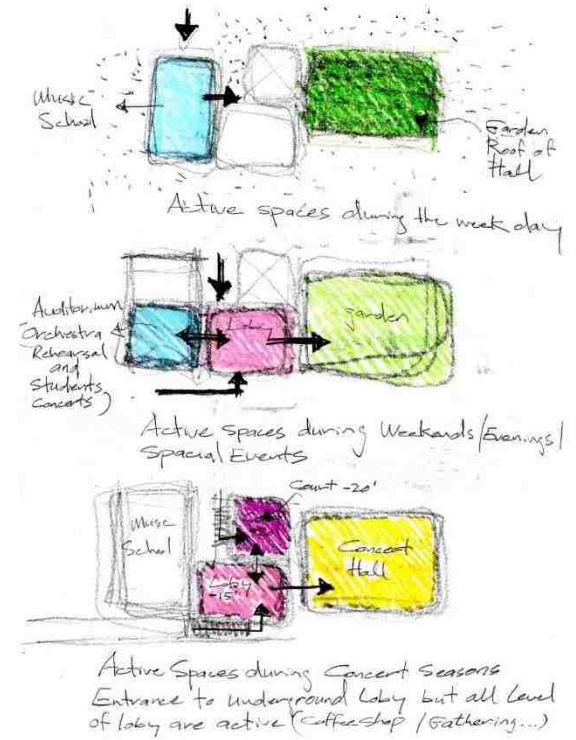 Music
School
Garden
Roof of
Hall
Active spaces during the week day
Auditorium
(Orchestra
Rehearsal
and
Students
Concerts)
Loby
garden
Active Spaces during Weekends/Evenings/
Spacial Events
Court -20'
Music
School
Loby
-15'
Concert
Hall
Active Spaces during Concert Seasons
Entrance to underground Loby but all Level
of loby are active (Coffeeshop / Gathering...)